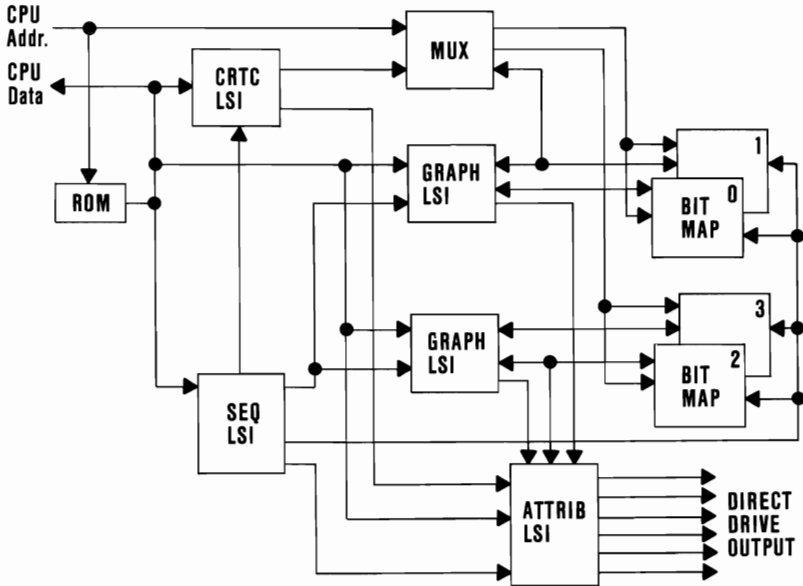 CPU
Addr.
CPU
Data
CRTC
LSI
MUX
ROM
GRAPH
LSI
1
0
BIT
MAP
GRAPH
LSI
3
2
BIT
MAP
SEQ
LSI
ATTRIB
LSI
DIRECT
DRIVE
OUTPUT